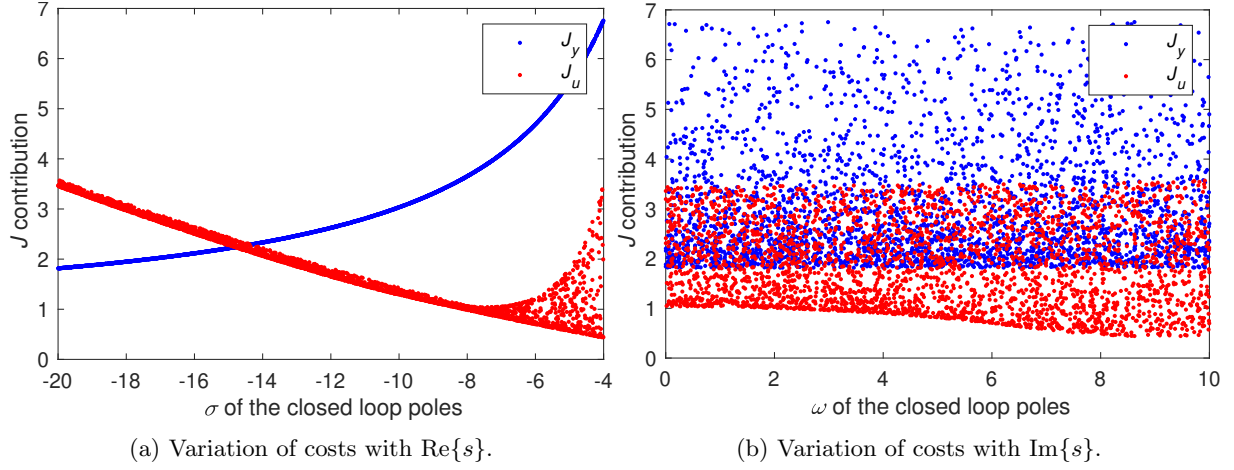 7
6
5
4
3
2
1
0
J contribution
J_y
J_u
-20 -18 -16 -14 -12 -10 -8 -6 -4
σ of the closed loop poles
(a) Variation of costs with Re{s}.
7
6
5
4
3
2
1
0
J contribution
J_y
J_u
0 2 4 6 8 10
ω of the closed loop poles
(b) Variation of costs with Im{s}.